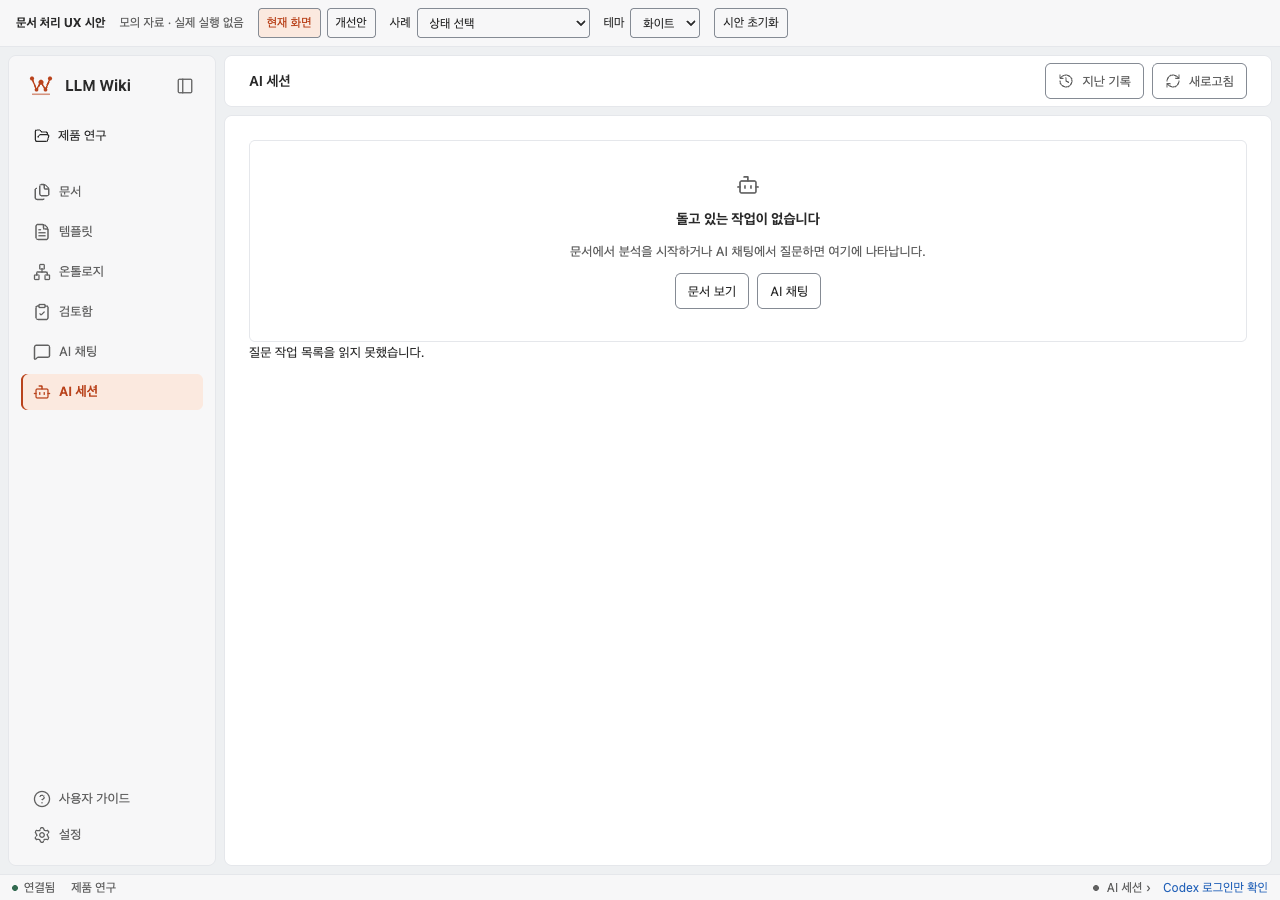 문서 처리 UX 시안 모의 자료 · 실제 실행 없음 현재 화면 개선안 사례 상태 선택 테마 화이트 시안 초기화
LLM Wiki
제품 연구
문서
템플릿
온톨로지
검토함
AI 채팅
AI 세션
사용자 가이드
설정
AI 세션 지난 기록 새로고침
돌고 있는 작업이 없습니다
문서에서 분석을 시작하거나 AI 채팅에서 질문하면 여기에 나타납니다.
문서 보기 AI 채팅
질문 작업 목록을 읽지 못했습니다.
연결됨 제품 연구 AI 세션 › Codex 로그인만 확인